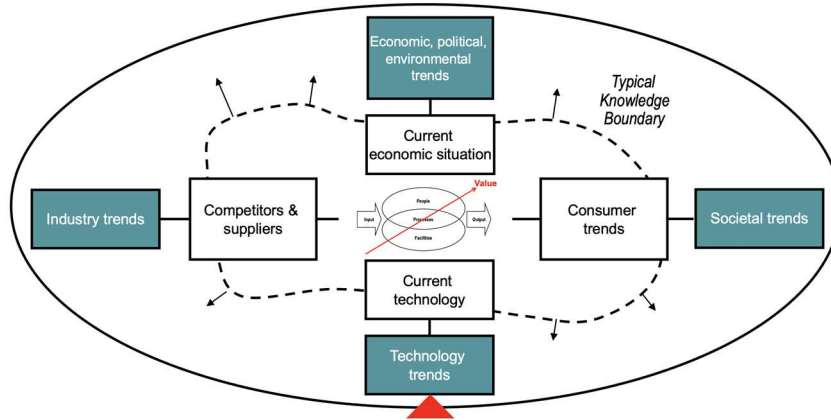 Economic, political,
environmental
trends
Typical
Knowledge
Boundary
Current
economic situation
Value
People
Industry trends
Competitors &
suppliers
Input
Processes
Output
Consumer
trends
Societal trends
Facilities
Current
technology
Technology
trends